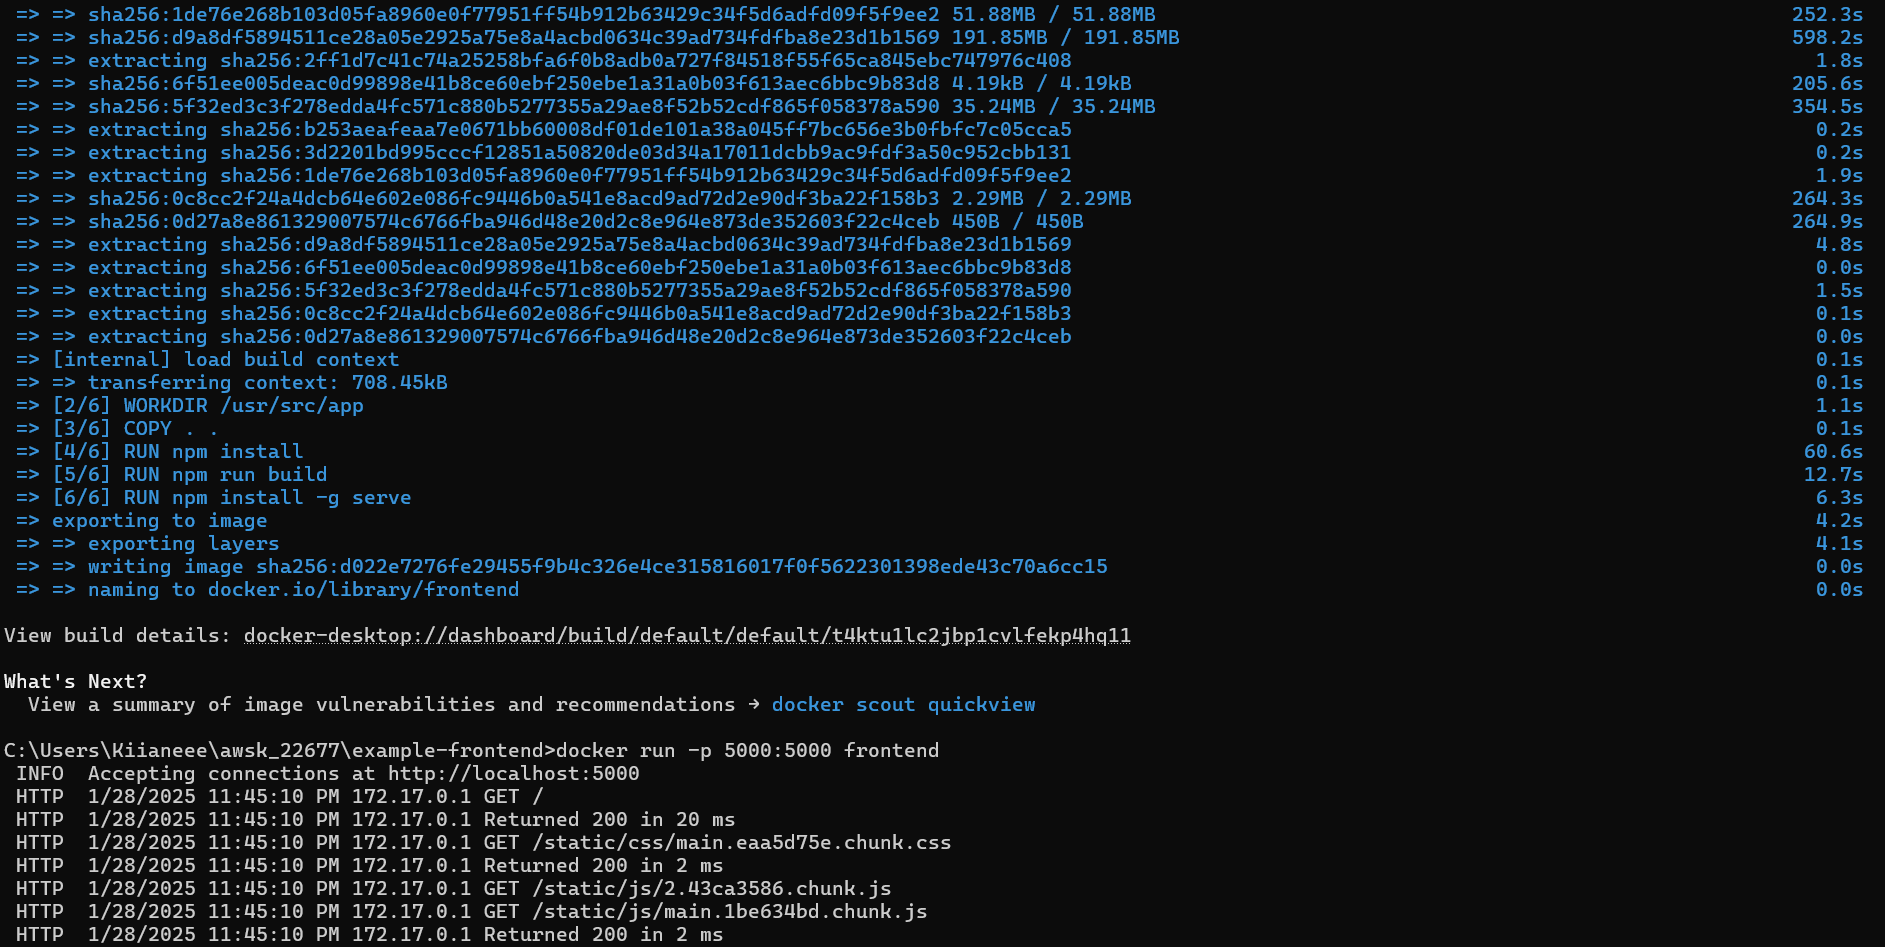 => => sha256:1de76e268b103d05fa8960e0f77951ff54b912b63429c34f5d6adfd09f5f9ee2 51.88MB / 51.88MB 252.3s
=> => sha256:d9a8df5894511ce28a05e2925a75e8a4acbd0634c39ad734fdfba8e23d1b1569 191.85MB / 191.85MB 598.2s
=> => extracting sha256:2ff1d7c41c74a25258bfa6f0b8adb0a727f84518f55f65ca845ebc747976c408 1.8s
=> => sha256:6f51ee005deac0d99898e41b8ce60ebf250ebe1a31a0b03f613aec6bbc9b83d8 4.19kB / 4.19kB 205.6s
=> => sha256:5f32ed3c3f278edda4fc571c880b5277355a29ae8f52b52cdf865f058378a590 35.24MB / 35.24MB 354.5s
=> => extracting sha256:b253aeafeaa7e0671bb60008df01de101a38a045ff7bc656e3b0fbfc7c05cca5 0.2s
=> => extracting sha256:3d2201bd995cccf12851a50820de03d34a17011dcbb9ac9fdf3a50c952cbb131 0.2s
=> => extracting sha256:1de76e268b103d05fa8960e0f77951ff54b912b63429c34f5d6adfd09f5f9ee2 1.9s
=> => sha256:0c8cc2f24a4dcb64e602e086fc9446b0a541e8acd9ad72d2e90df3ba22f158b3 2.29MB / 2.29MB 264.3s
=> => sha256:0d27a8e861329007574c6766fba946d48e20d2c8e964e873de352603f22c4ceb 450B / 450B 264.9s
=> => extracting sha256:d9a8df5894511ce28a05e2925a75e8a4acbd0634c39ad734fdfba8e23d1b1569 4.8s
=> => extracting sha256:6f51ee005deac0d99898e41b8ce60ebf250ebe1a31a0b03f613aec6bbc9b83d8 0.0s
=> => extracting sha256:5f32ed3c3f278edda4fc571c880b5277355a29ae8f52b52cdf865f058378a590 1.5s
=> => extracting sha256:0c8cc2f24a4dcb64e602e086fc9446b0a541e8acd9ad72d2e90df3ba22f158b3 0.1s
=> => extracting sha256:0d27a8e861329007574c6766fba946d48e20d2c8e964e873de352603f22c4ceb 0.0s
=> [internal] load build context 0.1s
=> => transferring context: 708.45kB 0.1s
=> [2/6] WORKDIR /usr/src/app 1.1s
=> [3/6] COPY . . 0.1s
=> [4/6] RUN npm install 60.6s
=> [5/6] RUN npm run build 12.7s
=> [6/6] RUN npm install -g serve 6.3s
=> exporting to image 4.2s
=> => exporting layers 4.1s
=> => writing image sha256:d022e7276fe29455f9b4c326e4ce315816017f0f5622301398ede43c70a6cc15 0.0s
=> => naming to docker.io/library/frontend 0.0s
View build details: docker-desktop://dashboard/build/default/default/t4ktu1lc2jbp1cvlfekp4hq11
What's Next?
View a summary of image vulnerabilities and recommendations → docker scout quickview
C:\Users\Kiianeee\awsk_22677\example-frontend>docker run -p 5000:5000 frontend
INFO Accepting connections at http://localhost:5000
HTTP 1/28/2025 11:45:10 PM 172.17.0.1 GET /
HTTP 1/28/2025 11:45:10 PM 172.17.0.1 Returned 200 in 20 ms
HTTP 1/28/2025 11:45:10 PM 172.17.0.1 GET /static/css/main.eaa5d75e.chunk.css
HTTP 1/28/2025 11:45:10 PM 172.17.0.1 Returned 200 in 2 ms
HTTP 1/28/2025 11:45:10 PM 172.17.0.1 GET /static/js/2.43ca3586.chunk.js
HTTP 1/28/2025 11:45:10 PM 172.17.0.1 GET /static/js/main.1be634bd.chunk.js
HTTP 1/28/2025 11:45:10 PM 172.17.0.1 Returned 200 in 2 ms